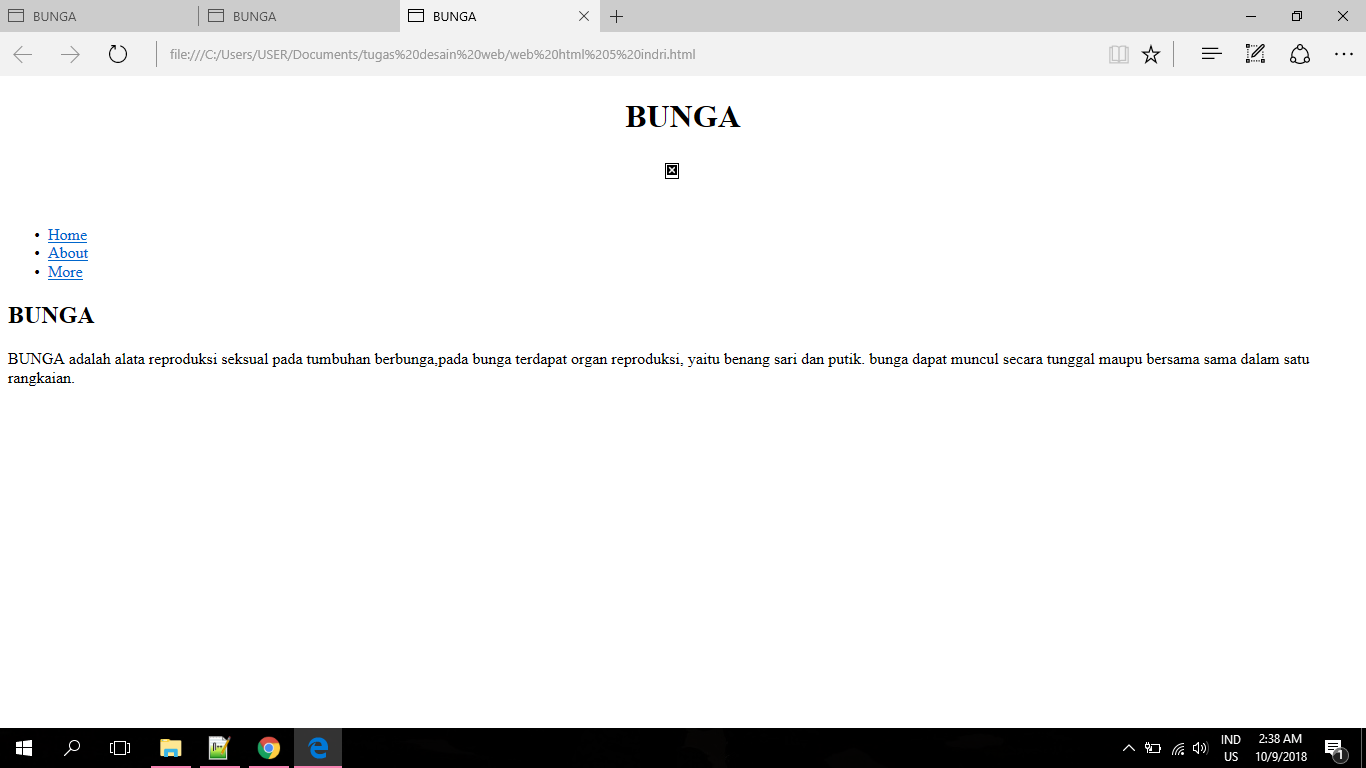 BUNGA
BUNGA
BUNGA
file:///C:/Users/USER/Documents/tugas%20desain%20web/web%20html%205%20indri.html
BUNGA
• Home
• About
• More
BUNGA
BUNGA adalah alata reproduksi seksual pada tumbuhan berbunga,pada bunga terdapat organ reproduksi, yaitu benang sari dan putik. bunga dapat muncul secara tunggal maupu bersama sama dalam satu
rangkaian.
IND
US
2:38 AM
10/9/2018
1